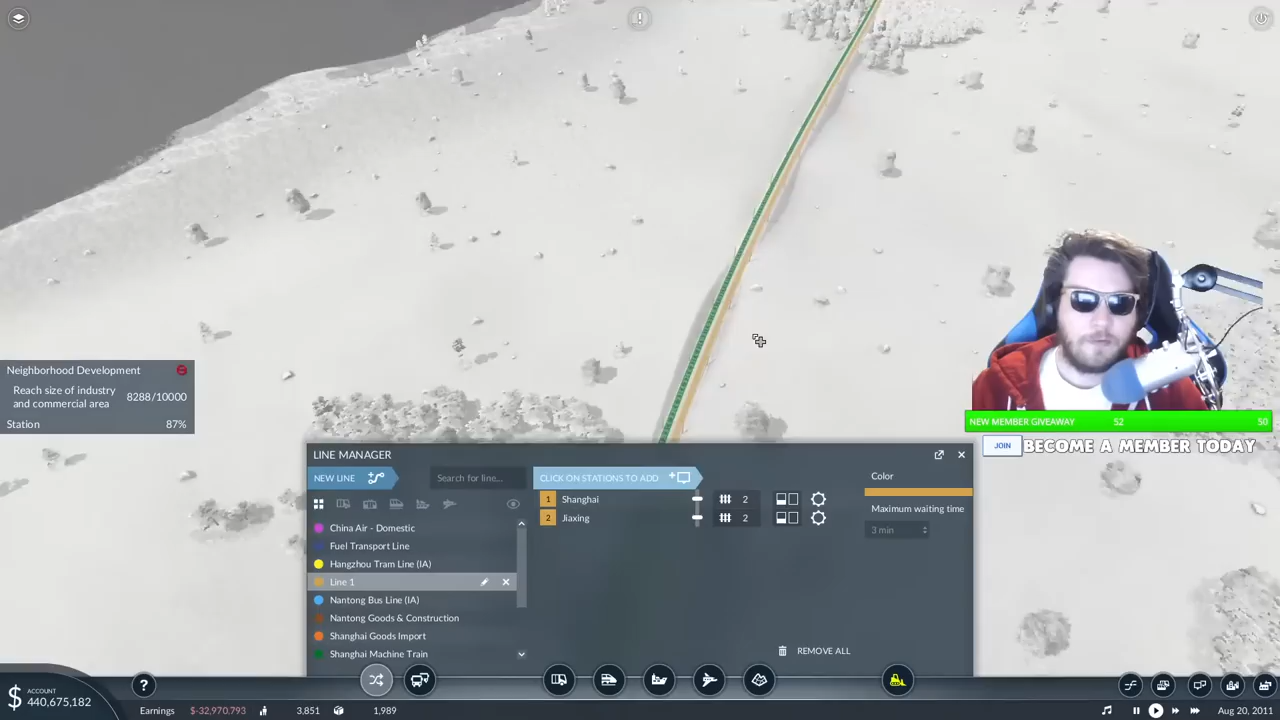 Neighborhood Development
Reach size of industry
and commercial area
8288/10000
Station
87%
NEW MEMBER GIVEAWAY 52 50
JOIN
BECOME A MEMBER TODAY
LINE MANAGER
NEW LINE
Search for line...
CLICK ON STATIONS TO ADD
Color
1 Shanghai 2
Maximum waiting time
2 Jiaxing 2
3 min
China Air - Domestic
Fuel Transport Line
Hangzhou Tram Line (IA)
Line 1
Nantong Bus Line (IA)
Nantong Goods & Construction
Shanghai Goods Import
Shanghai Machine Train
REMOVE ALL
?
$ ACCOUNT
440,675,182
Earnings $-32,970.793 3,851 1,989
Aug 20, 2011